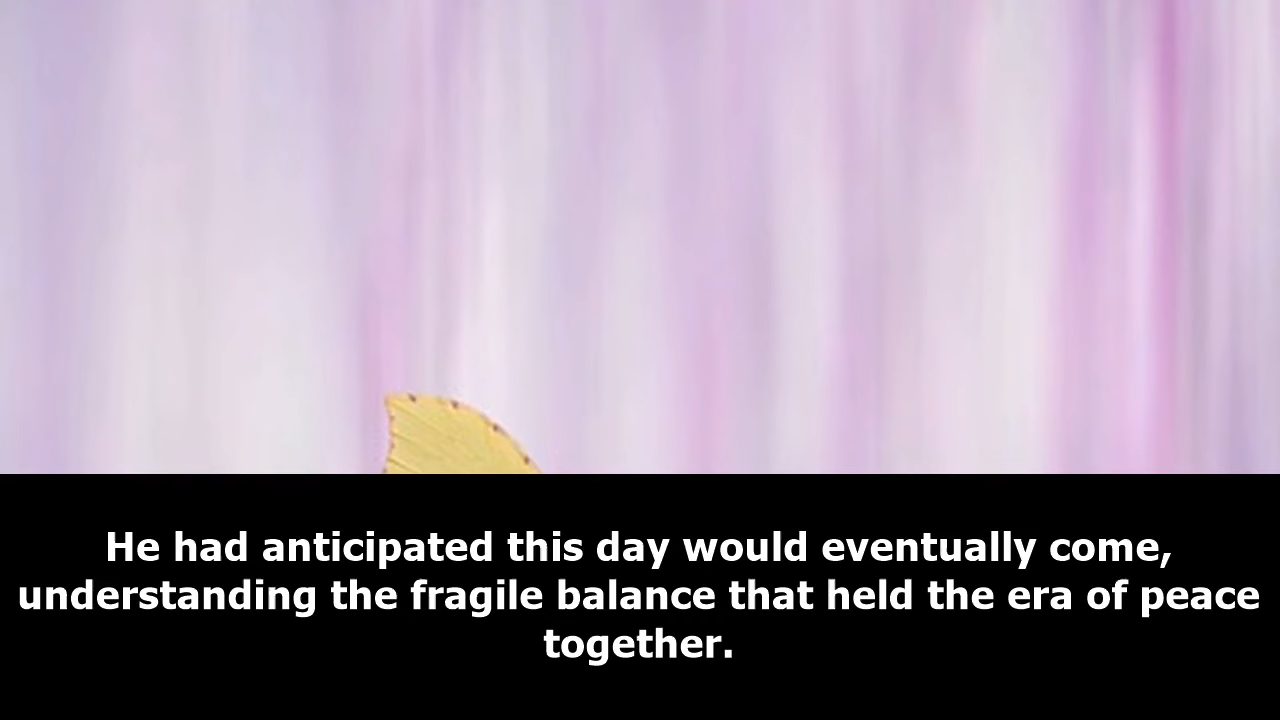 He had anticipated this day would eventually come,
understanding the fragile balance that held the era of peace
together.